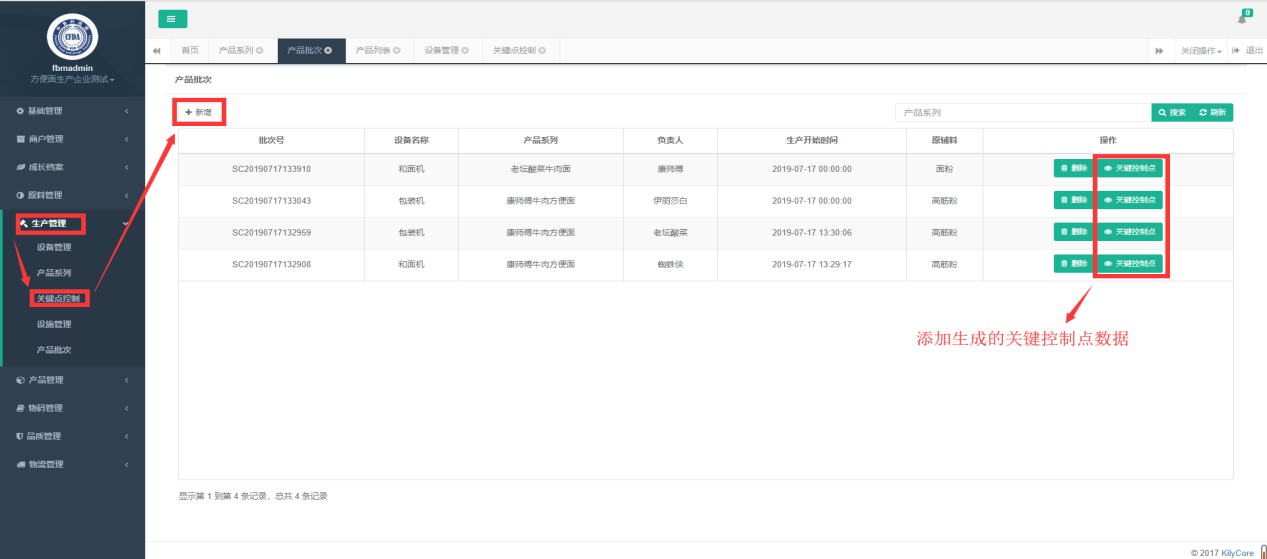 CFDA
fbmadmin
方便面生产企业测试
基础管理
商户管理
成长档案
原料管理
生产管理
设备管理
产品系列
关键点控制
设施管理
产品批次
产品管理
物码管理
品质管理
物流管理
0
首页 产品系列 产品批次 产品列表 设备管理 关键点控制 关闭操作 退出
产品批次
+ 新增 产品系列 搜索 刷新
批次号 设备名称 产品系列 负责人 生产开始时间 原辅料 操作
SC20190717133910 和面机 老坛酸菜牛肉面 康师傅 2019-07-17 00:00:00 面粉 删除 关键控制点
SC20190717133043 包装机 康师傅牛肉方便面 伊丽莎白 2019-07-17 00:00:00 高筋粉 删除 关键控制点
SC20190717132959 包装机 康师傅牛肉方便面 老坛酸菜 2019-07-17 13:30:06 高筋粉 删除 关键控制点
SC20190717132908 和面机 康师傅牛肉方便面 蜘蛛侠 2019-07-17 13:29:17 高筋粉 删除 关键控制点
添加生成的关键控制点数据
显示第 1 到第 4 条记录，总共 4 条记录
© 2017 KilyCore